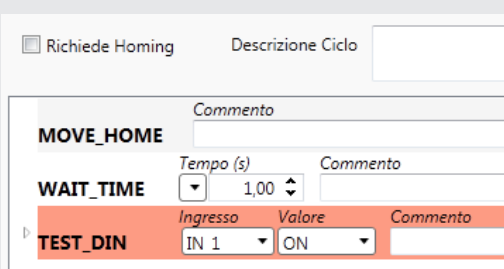 Richiede Homing Descrizione Ciclo
Commento
MOVE_HOME
Tempo (s) Commento
WAIT_TIME 1,00
Ingresso Valore Commento
TEST_DIN IN 1 ON